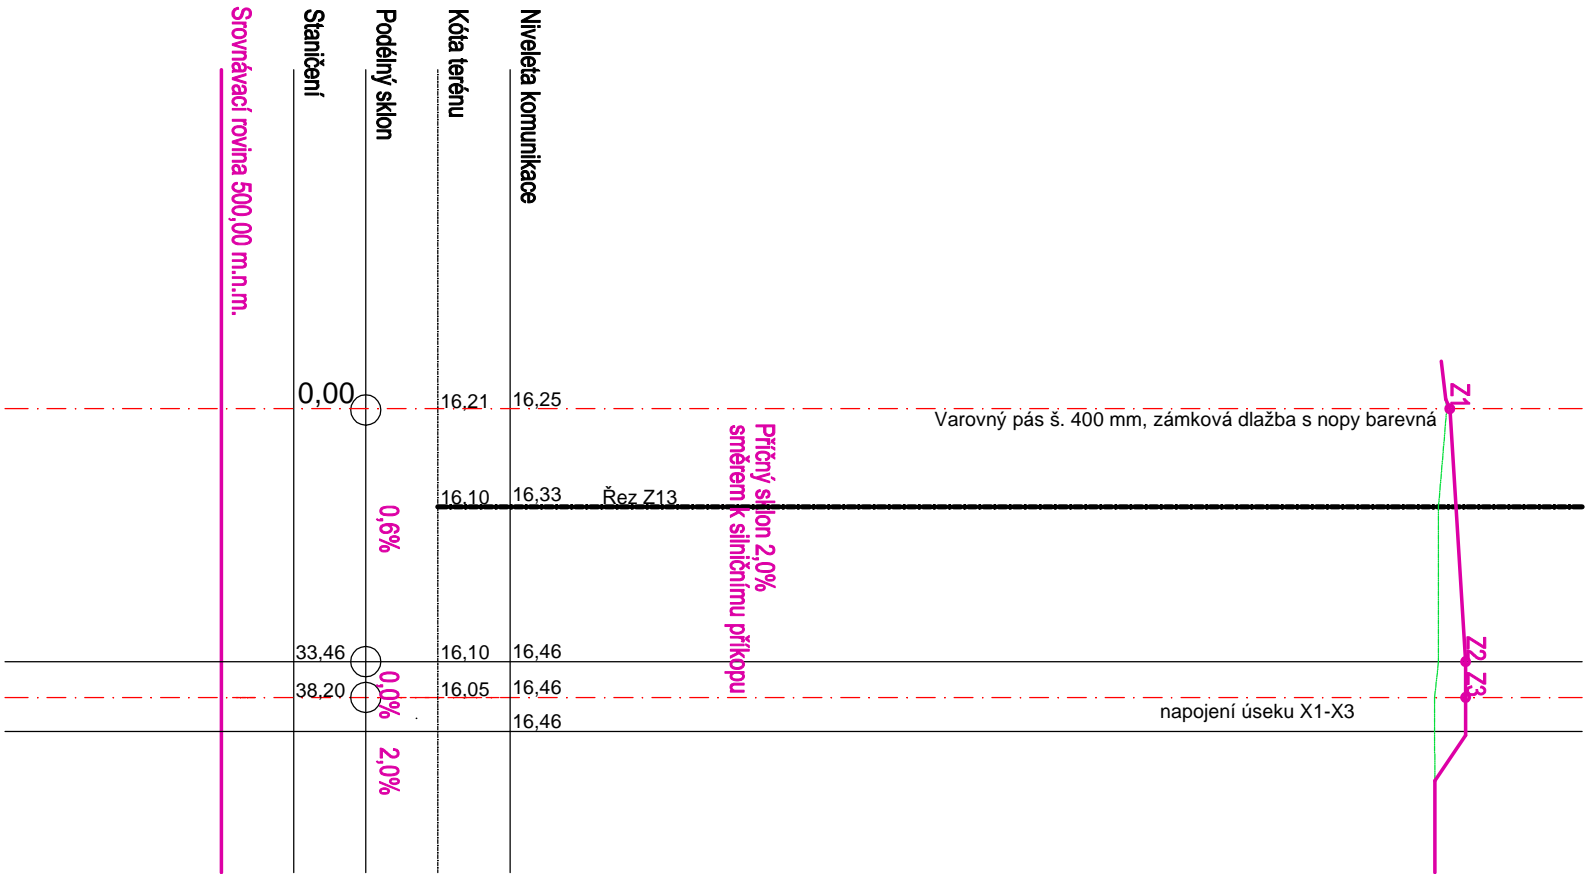 Niveleta komunikace
Kóta terénu
Podélný sklon
Staničení
Srovnávací rovina 500,00 m.n.m.
0,00
16,21
16,25
Z1
Varovný pás š. 400 mm, zámková dlažba s nopy barevná
Příčný sklon 2,0%
směrem k silničnímu příkopu
16,10
16,33
Řez Z13
0,6%
33,46
16,10
16,46
Z2
0,0%
38,20
16,05
16,46
Z3
napojení úseku X1-X3
16,46
2,0%